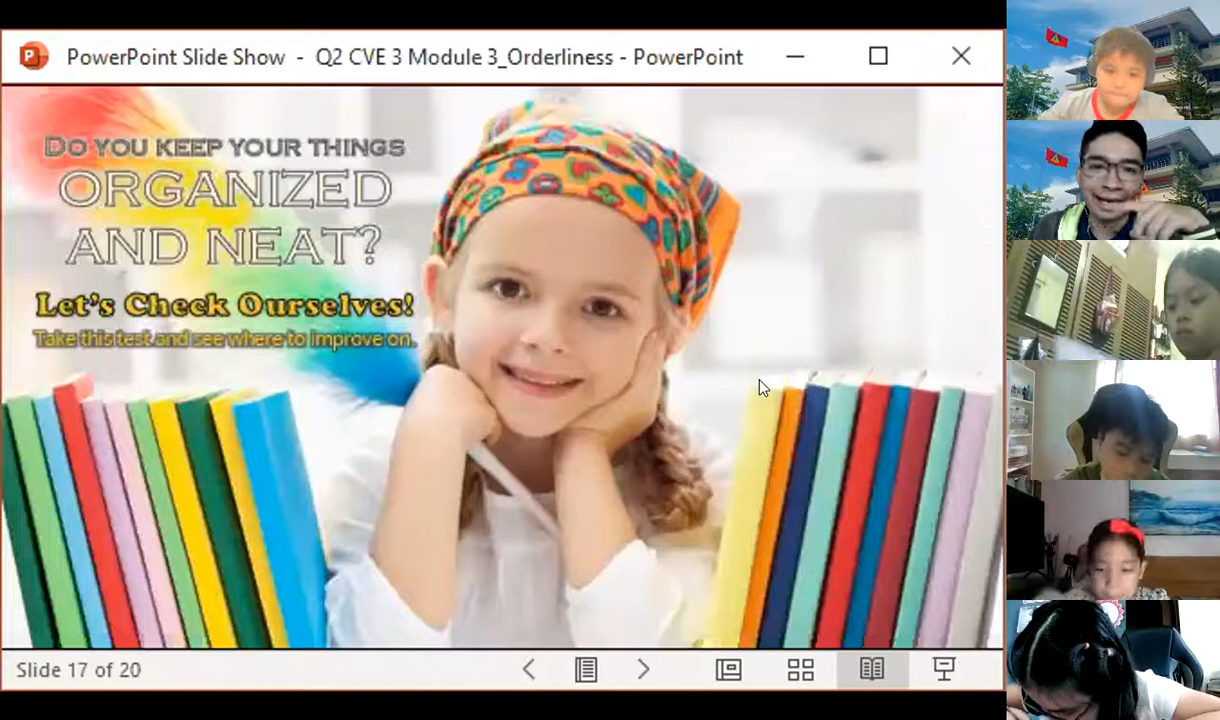 PowerPoint Slide Show - Q2 CVE 3 Module 3_Orderliness - PowerPoint
DO YOU KEEP YOUR THINGS
ORGANIZED
AND NEAT?
Let's Check Ourselves!
Take this test and see where to improve on.
Slide 17 of 20